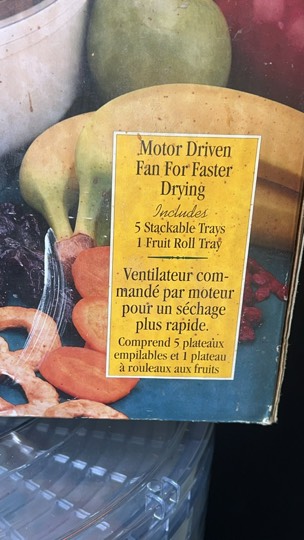 Motor Driven
Fan For Faster
Drying
Includes
5 Stackable Trays
1 Fruit Roll Tray
Ventilateur com-
mandé par moteur
pour un séchage
plus rapide.
Comprend 5 plateaux
empilables et 1 plateau
à rouleaux aux fruits